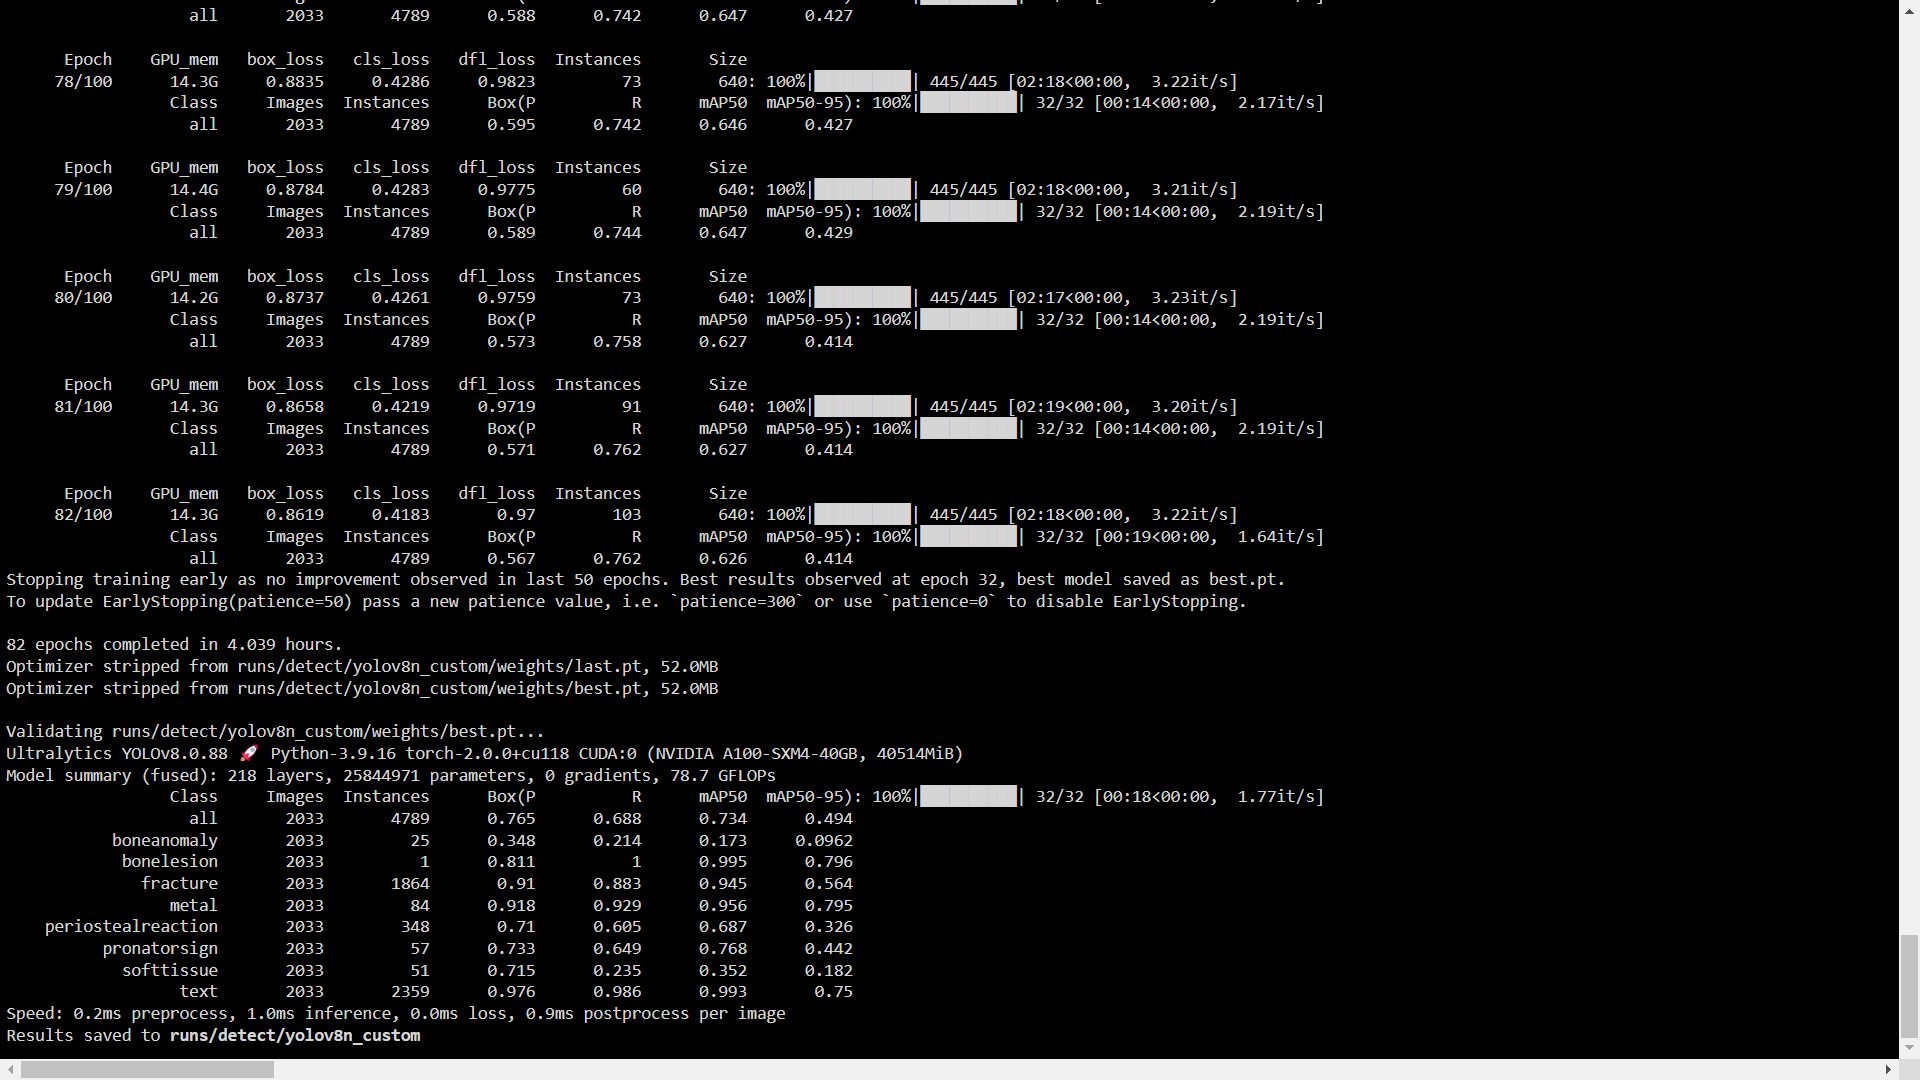 all 2033 4789 0.588 0.742 0.647 0.427
Epoch GPU_mem box_loss cls_loss dfl_loss Instances Size
78/100 14.3G 0.8835 0.4286 0.9823 73 640: 100%|██████████| 445/445 [02:18<00:00, 3.22it/s]
Class Images Instances Box(P R mAP50 mAP50-95): 100%|██████████| 32/32 [00:14<00:00, 2.17it/s]
all 2033 4789 0.595 0.742 0.646 0.427
Epoch GPU_mem box_loss cls_loss dfl_loss Instances Size
79/100 14.4G 0.8784 0.4283 0.9775 60 640: 100%|██████████| 445/445 [02:18<00:00, 3.21it/s]
Class Images Instances Box(P R mAP50 mAP50-95): 100%|██████████| 32/32 [00:14<00:00, 2.19it/s]
all 2033 4789 0.589 0.744 0.647 0.429
Epoch GPU_mem box_loss cls_loss dfl_loss Instances Size
80/100 14.2G 0.8737 0.4261 0.9759 73 640: 100%|██████████| 445/445 [02:17<00:00, 3.23it/s]
Class Images Instances Box(P R mAP50 mAP50-95): 100%|██████████| 32/32 [00:14<00:00, 2.19it/s]
all 2033 4789 0.573 0.758 0.627 0.414
Epoch GPU_mem box_loss cls_loss dfl_loss Instances Size
81/100 14.3G 0.8658 0.4219 0.9719 91 640: 100%|██████████| 445/445 [02:19<00:00, 3.20it/s]
Class Images Instances Box(P R mAP50 mAP50-95): 100%|██████████| 32/32 [00:14<00:00, 2.19it/s]
all 2033 4789 0.571 0.762 0.627 0.414
Epoch GPU_mem box_loss cls_loss dfl_loss Instances Size
82/100 14.3G 0.8619 0.4183 0.97 103 640: 100%|██████████| 445/445 [02:18<00:00, 3.22it/s]
Class Images Instances Box(P R mAP50 mAP50-95): 100%|██████████| 32/32 [00:19<00:00, 1.64it/s]
all 2033 4789 0.567 0.762 0.626 0.414
Stopping training early as no improvement observed in last 50 epochs. Best results observed at epoch 32, best model saved as best.pt.
To update EarlyStopping(patience=50) pass a new patience value, i.e. `patience=300` or use `patience=0` to disable EarlyStopping.
82 epochs completed in 4.039 hours.
Optimizer stripped from runs/detect/yolov8n_custom/weights/last.pt, 52.0MB
Optimizer stripped from runs/detect/yolov8n_custom/weights/best.pt, 52.0MB
Validating runs/detect/yolov8n_custom/weights/best.pt...
Ultralytics YOLOv8.0.88 🚀 Python-3.9.16 torch-2.0.0+cu118 CUDA:0 (NVIDIA A100-SXM4-40GB, 40514MiB)
Model summary (fused): 218 layers, 25844971 parameters, 0 gradients, 78.7 GFLOPs
Class Images Instances Box(P R mAP50 mAP50-95): 100%|██████████| 32/32 [00:18<00:00, 1.77it/s]
all 2033 4789 0.765 0.688 0.734 0.494
boneanomaly 2033 25 0.348 0.214 0.173 0.0962
bonelesion 2033 1 0.811 1 0.995 0.796
fracture 2033 1864 0.91 0.883 0.945 0.564
metal 2033 84 0.918 0.929 0.956 0.795
periostealreaction 2033 348 0.71 0.605 0.687 0.326
pronatorsign 2033 57 0.733 0.649 0.768 0.442
softtissue 2033 51 0.715 0.235 0.352 0.182
text 2033 2359 0.976 0.986 0.993 0.75
Speed: 0.2ms preprocess, 1.0ms inference, 0.0ms loss, 0.9ms postprocess per image
Results saved to runs/detect/yolov8n_custom